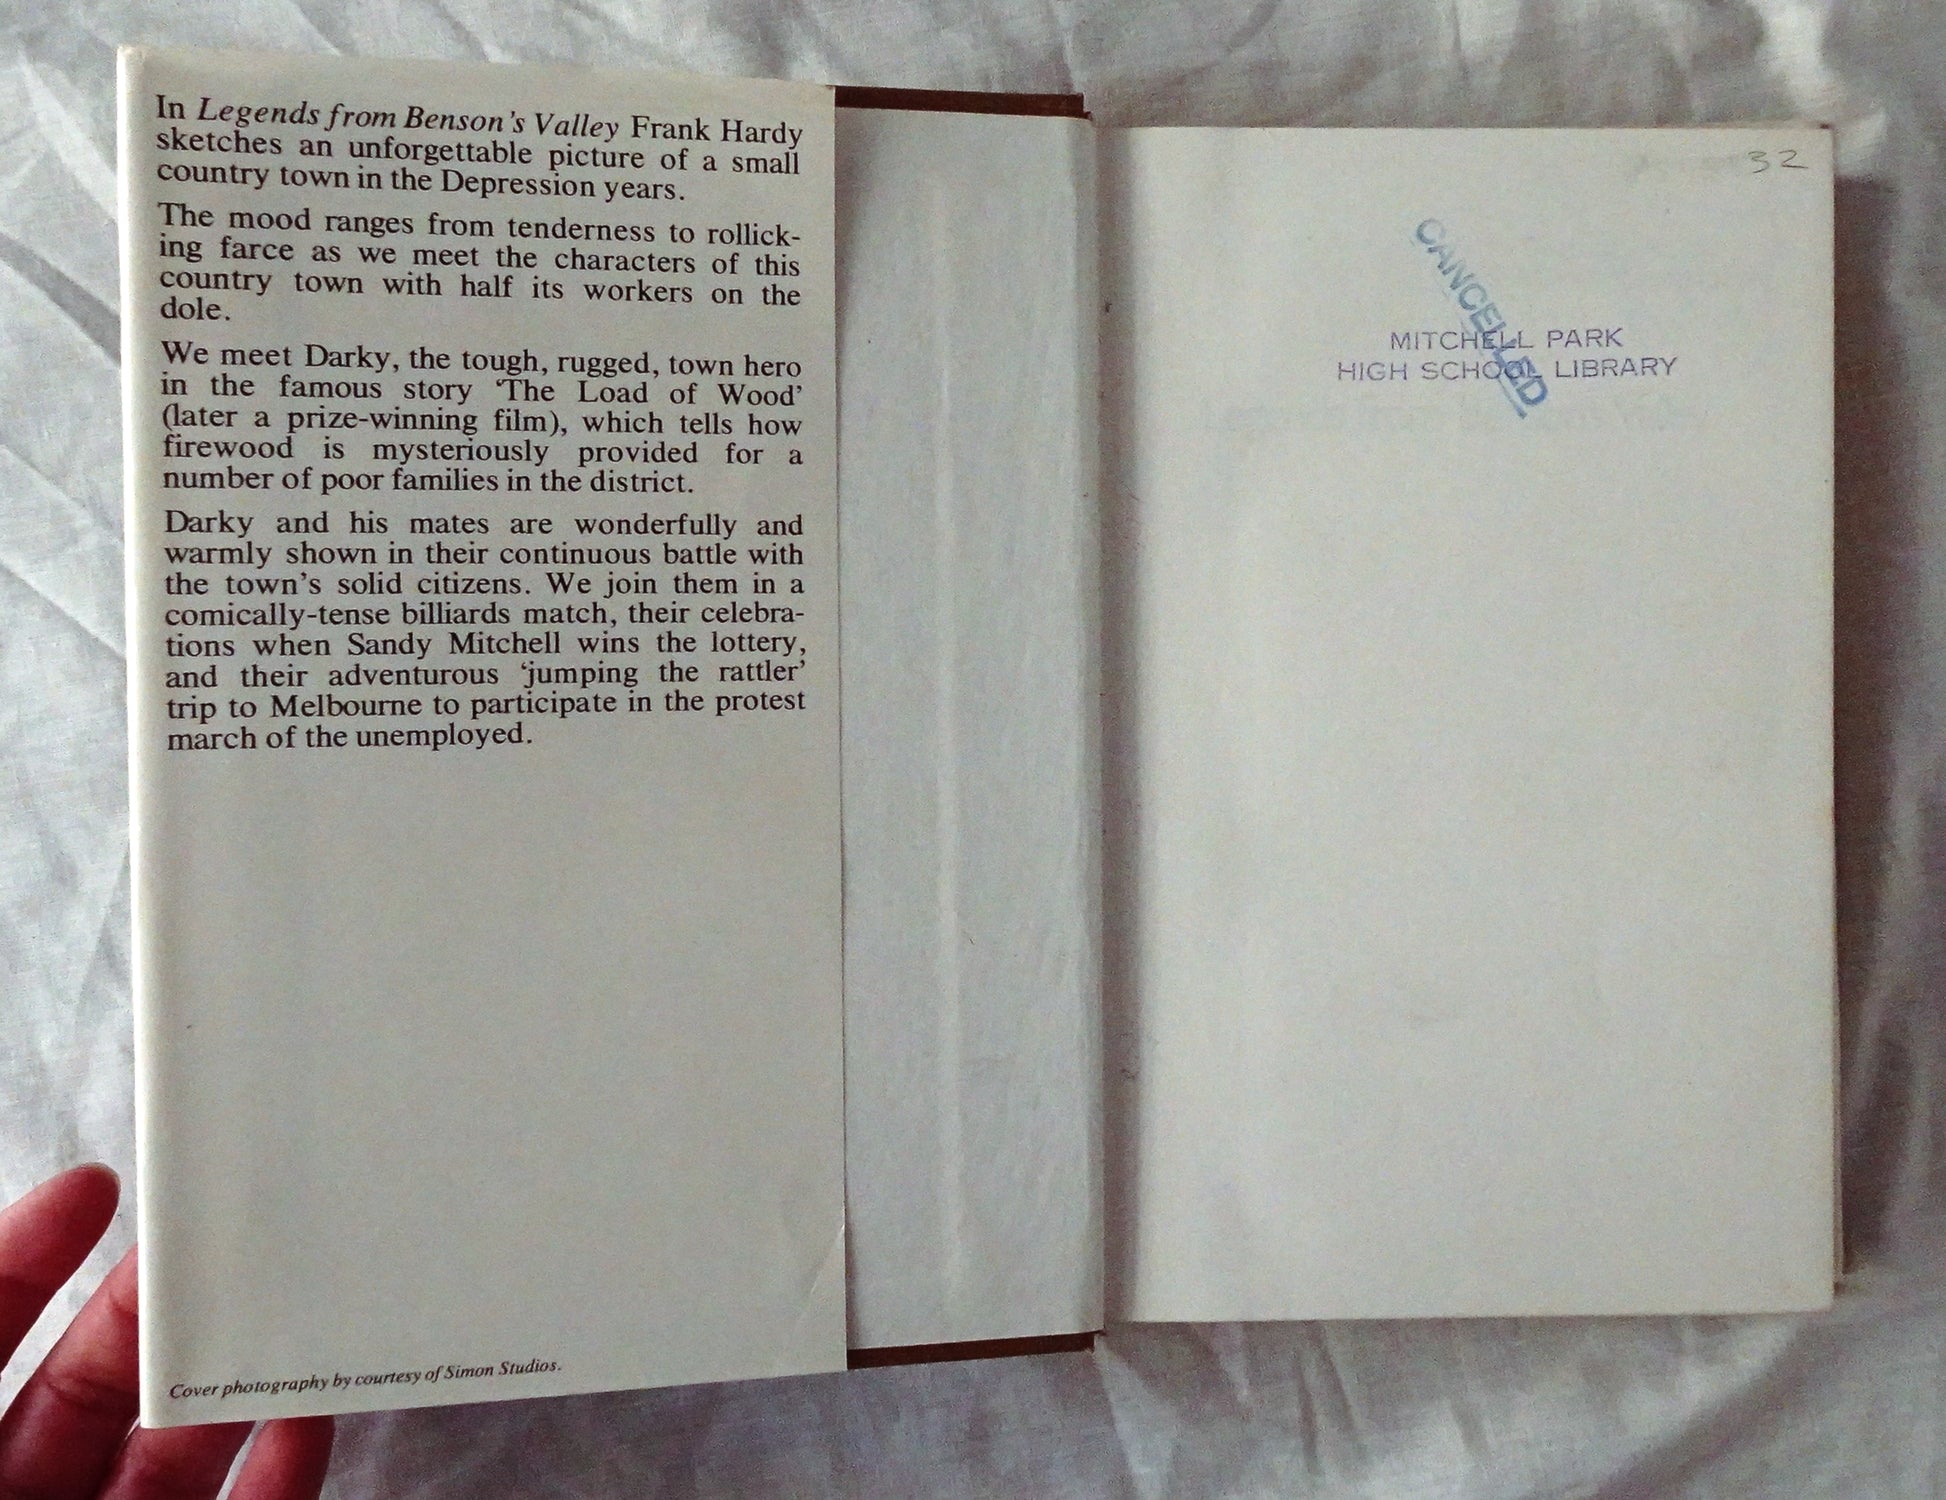 In Legends from Benson's Valley Frank Hardy
sketches an unforgettable picture of a small
country town in the Depression years.
The mood ranges from tenderness to rollick-
ing farce as we meet the characters of this
country town with half its workers on the
dole.
We meet Darky, the tough, rugged, town hero
in the famous story ‘The Load of Wood’
(later a prize-winning film), which tells how
firewood is mysteriously provided for a
number of poor families in the district.
Darky and his mates are wonderfully and
warmly shown in their continuous battle with
the town's solid citizens. We join them in a
comically-tense billiards match, their celebra-
tions when Sandy Mitchell wins the lottery,
and their adventurous ‘jumping the rattler’
trip to Melbourne to participate in the protest
march of the unemployed.
Cover photography by courtesy of Simon Studios.
32
CANCELLED
MITCHELL PARK
HIGH SCHOOL LIBRARY